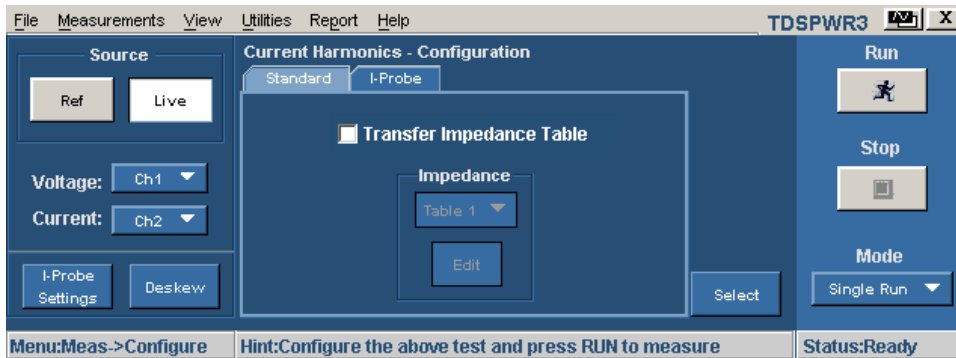 File Measurements View Utilities Report Help TDSPWR3 X
Source
Ref Live
Voltage: Ch1
Current: Ch2
I-Probe
Settings
Deskew
Current Harmonics - Configuration
Standard I-Probe
Transfer Impedance Table
Impedance
Table 1
Edit
Select
Run
Stop
Mode
Single Run
Menu:Meas->Configure Hint:Configure the above test and press RUN to measure Status:Ready